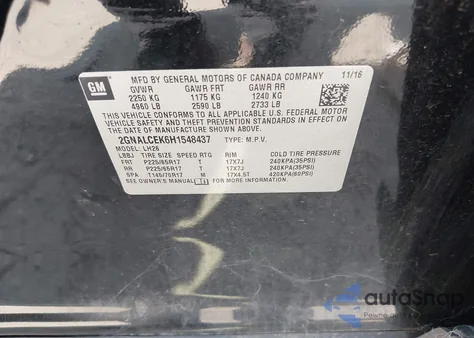 GM
MFD BY GENERAL MOTORS OF CANADA COMPANY 11/16
GVWR GAWR FRT GAWR RR
2250 KG 1175 KG 1240 KG
4960 LB 2590 LB 2733 LB
THIS VEHICLE CONFORMS TO ALL APPLICABLE U.S. FEDERAL MOTOR
VEHICLE SAFETY, BUMPER, AND THEFT PREVENTION STANDARDS IN
EFFECT ON THE DATE OF MANUFACTURE SHOWN ABOVE.
2GNALCEK6H1548437 TYPE: M.P.V.
MODEL: LH26
LBBJ TIRE SIZE SPEED RTG RIM COLD TIRE PRESSURE
FRT P225/65R17 T 17X7J 240KPA(35PSI)
RR P225/65R17 T 17X7J 240KPA(35PSI)
SPA T145/70R17 M 17X4.5T 420KPA(60PSI)
SEE OWNER'S MANUAL FOR MORE INFORMATION.
autoSnap